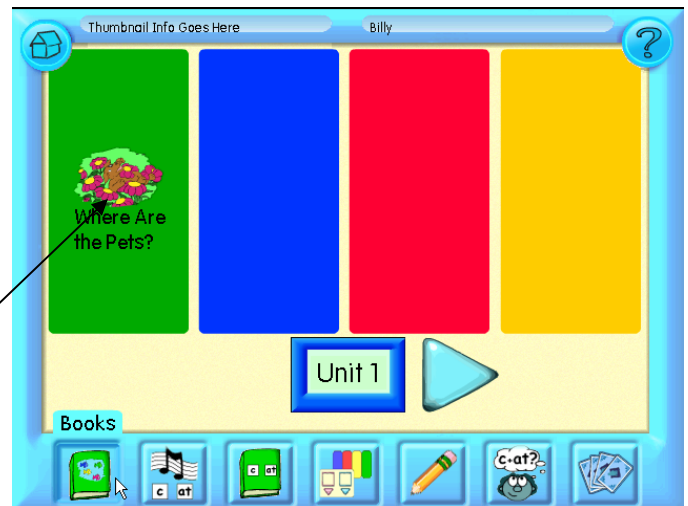 Thumbnail Info Goes Here
Billy
?
Where Are
the Pets?
Unit 1
Books
c at
c at
c-at?